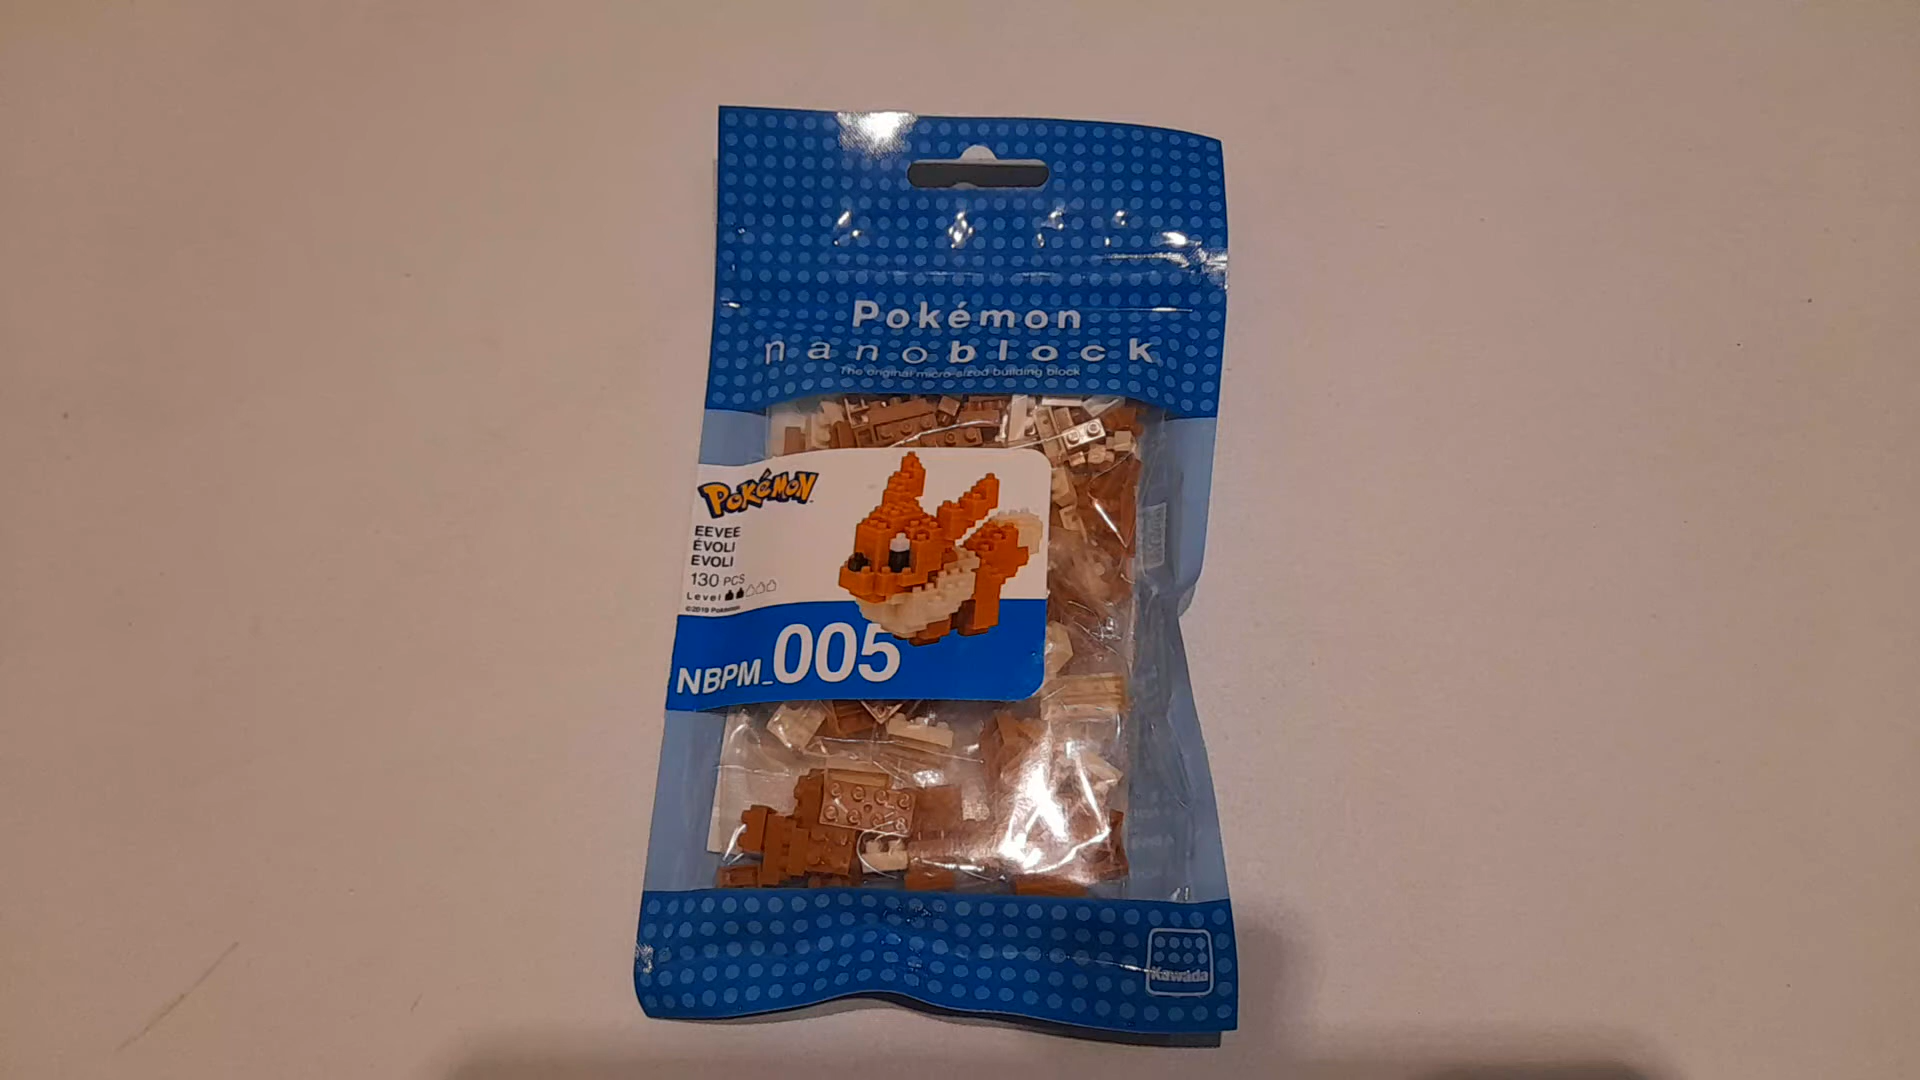 Pokémon
nanoblock
The original micro-sized building block
POKéMON
EEVEE
ÉVOLI
EVOLI
130 PCS
Level
©2019 Pokémon
NBPM_005
Kawada